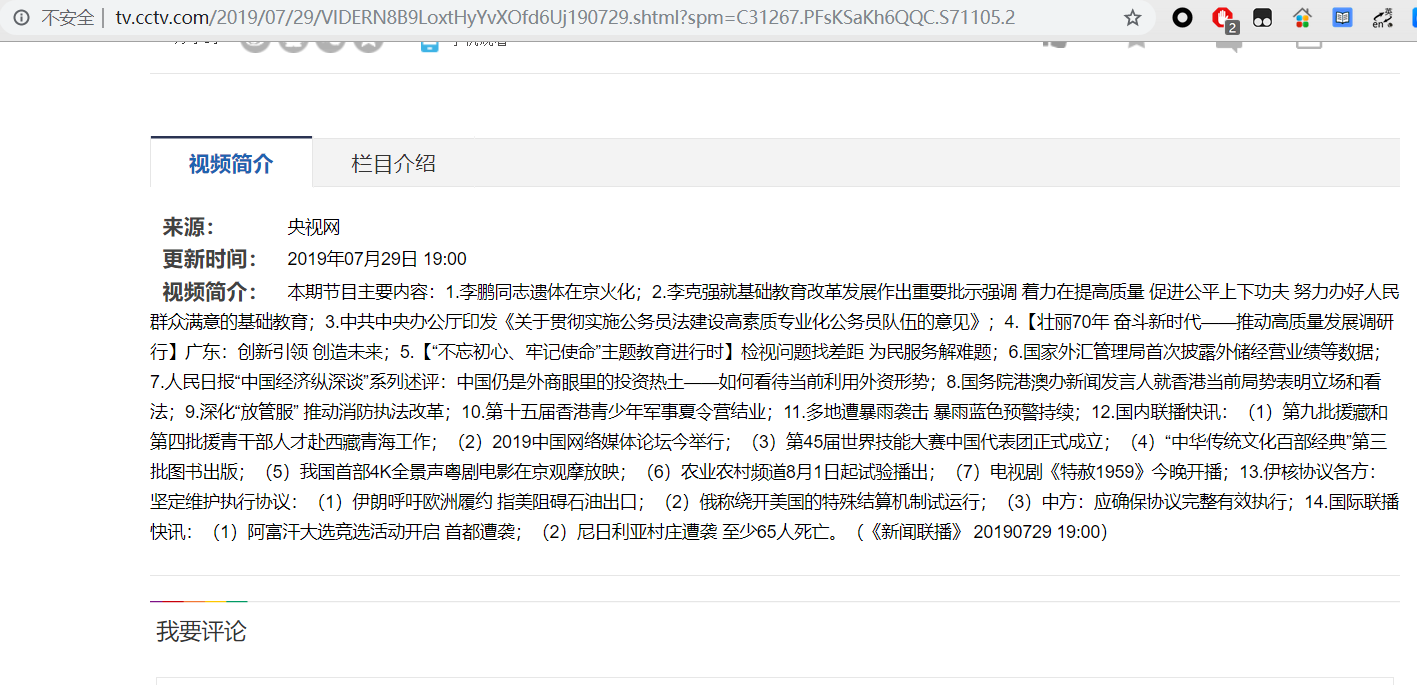 不安全 | tv.cctv.com/2019/07/29/VIDERN8B9LoxtHyYvXOfd6Uj190729.shtml?spm=C31267.PFsKSaKh6QQC.S71105.2
2
英
en
手机观看
视频简介 栏目介绍
来源： 央视网
更新时间： 2019年07月29日 19:00
视频简介： 本期节目主要内容：1.李鹏同志遗体在京火化；2.李克强就基础教育改革发展作出重要批示强调 着力在提高质量 促进公平上下功夫 努力办好人民
群众满意的基础教育；3.中共中央办公厅印发《关于贯彻实施公务员法建设高素质专业化公务员队伍的意见》；4.【壮丽70年 奋斗新时代——推动高质量发展调研
行】广东：创新引领 创造未来；5.【“不忘初心、牢记使命”主题教育进行时】检视问题找差距 为民服务解难题；6.国家外汇管理局首次披露外储经营业绩等数据；
7.人民日报“中国经济纵深谈”系列述评：中国仍是外商眼里的投资热土——如何看待当前利用外资形势；8.国务院港澳办新闻发言人就香港当前局势表明立场和看
法；9.深化“放管服” 推动消防执法改革；10.第十五届香港青少年军事夏令营结业；11.多地遭暴雨袭击 暴雨蓝色预警持续；12.国内联播快讯：（1）第九批援藏和
第四批援青干部人才赴西藏青海工作；（2）2019中国网络媒体论坛今举行；（3）第45届世界技能大赛中国代表团正式成立；（4）“中华传统文化百部经典”第三
批图书出版；（5）我国首部4K全景声粤剧电影在京观摩放映；（6）农业农村频道8月1日起试验播出；（7）电视剧《特赦1959》今晚开播；13.伊核协议各方：
坚定维护执行协议：（1）伊朗呼吁欧洲履约 指美阻碍石油出口；（2）俄称绕开美国的特殊结算机制试运行；（3）中方：应确保协议完整有效执行；14.国际联播
快讯：（1）阿富汗大选竞选活动开启 首都遭袭；（2）尼日利亚村庄遭袭 至少65人死亡。（《新闻联播》 20190729 19:00）
我要评论